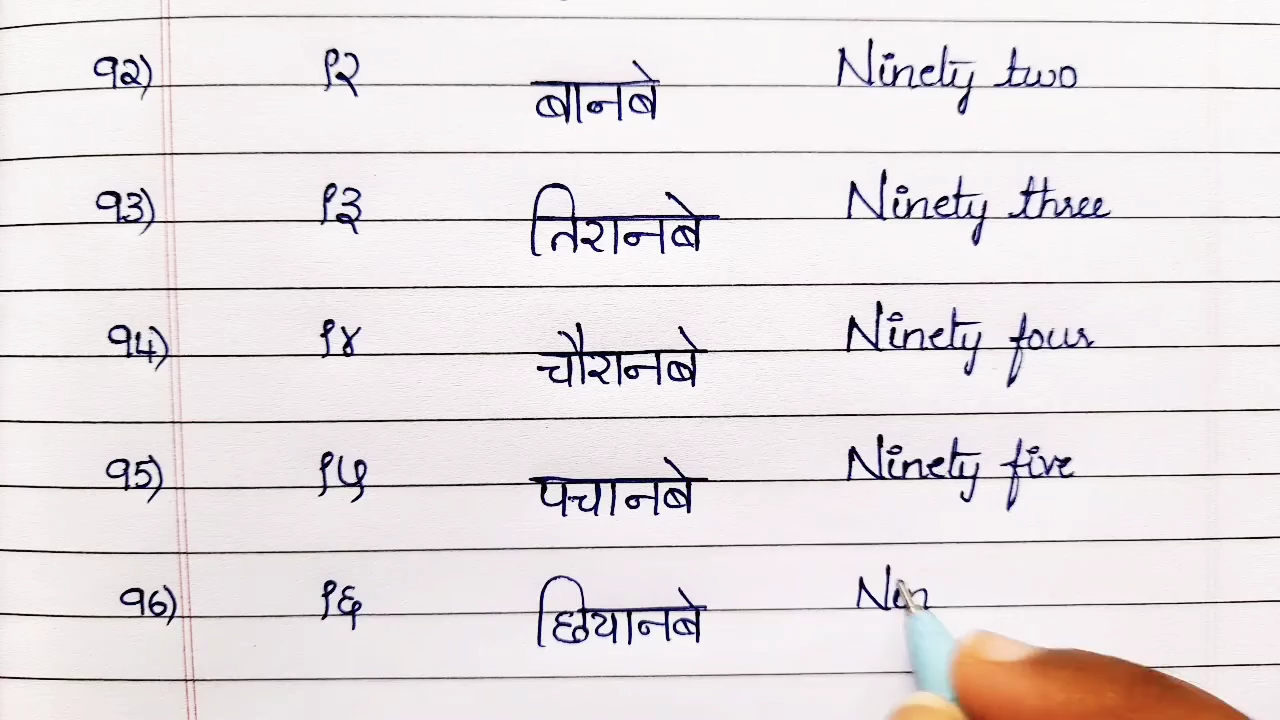 92) ९२ बानबे Ninety two
93) ९३ तिरानबे Ninety three
94) ९४ चौरानबे Ninety four
95) ९५ पचानबे Ninety five
96) ९६ छियानबे Nin